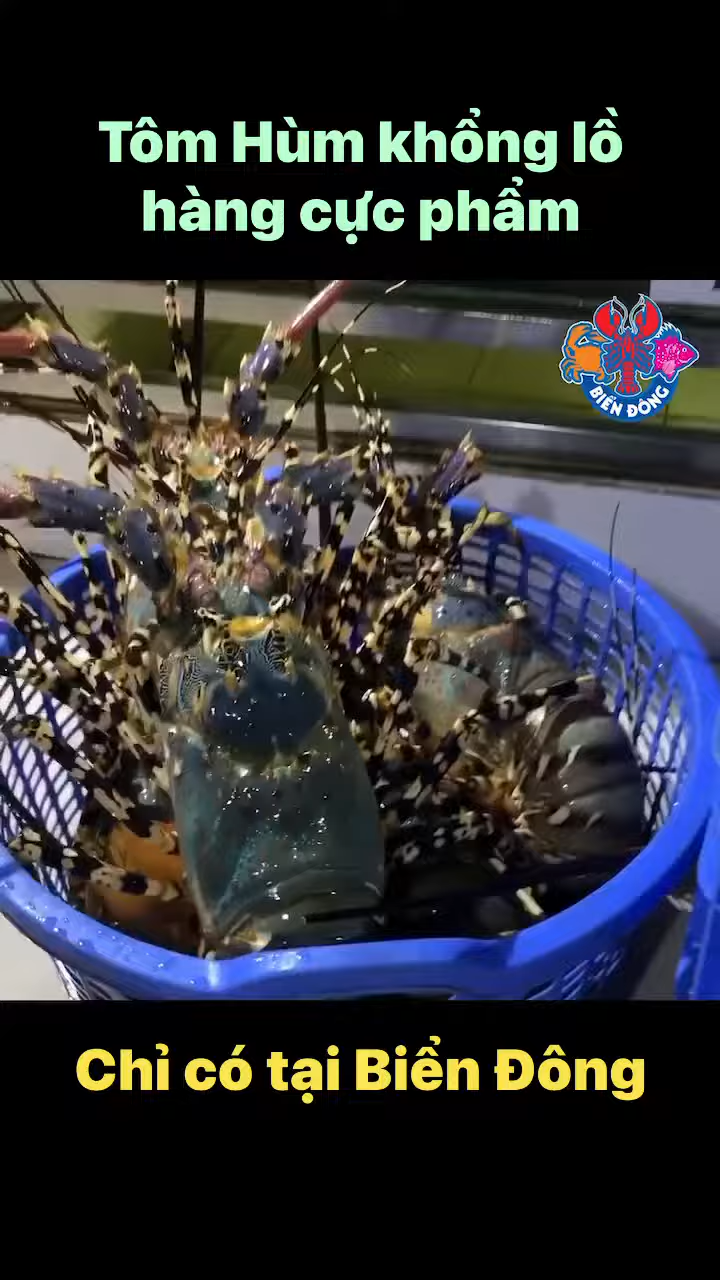 Tôm Hùm khổng lồ
hàng cực phẩm
BIỂN ĐÔNG
Chỉ có tại Biển Đông